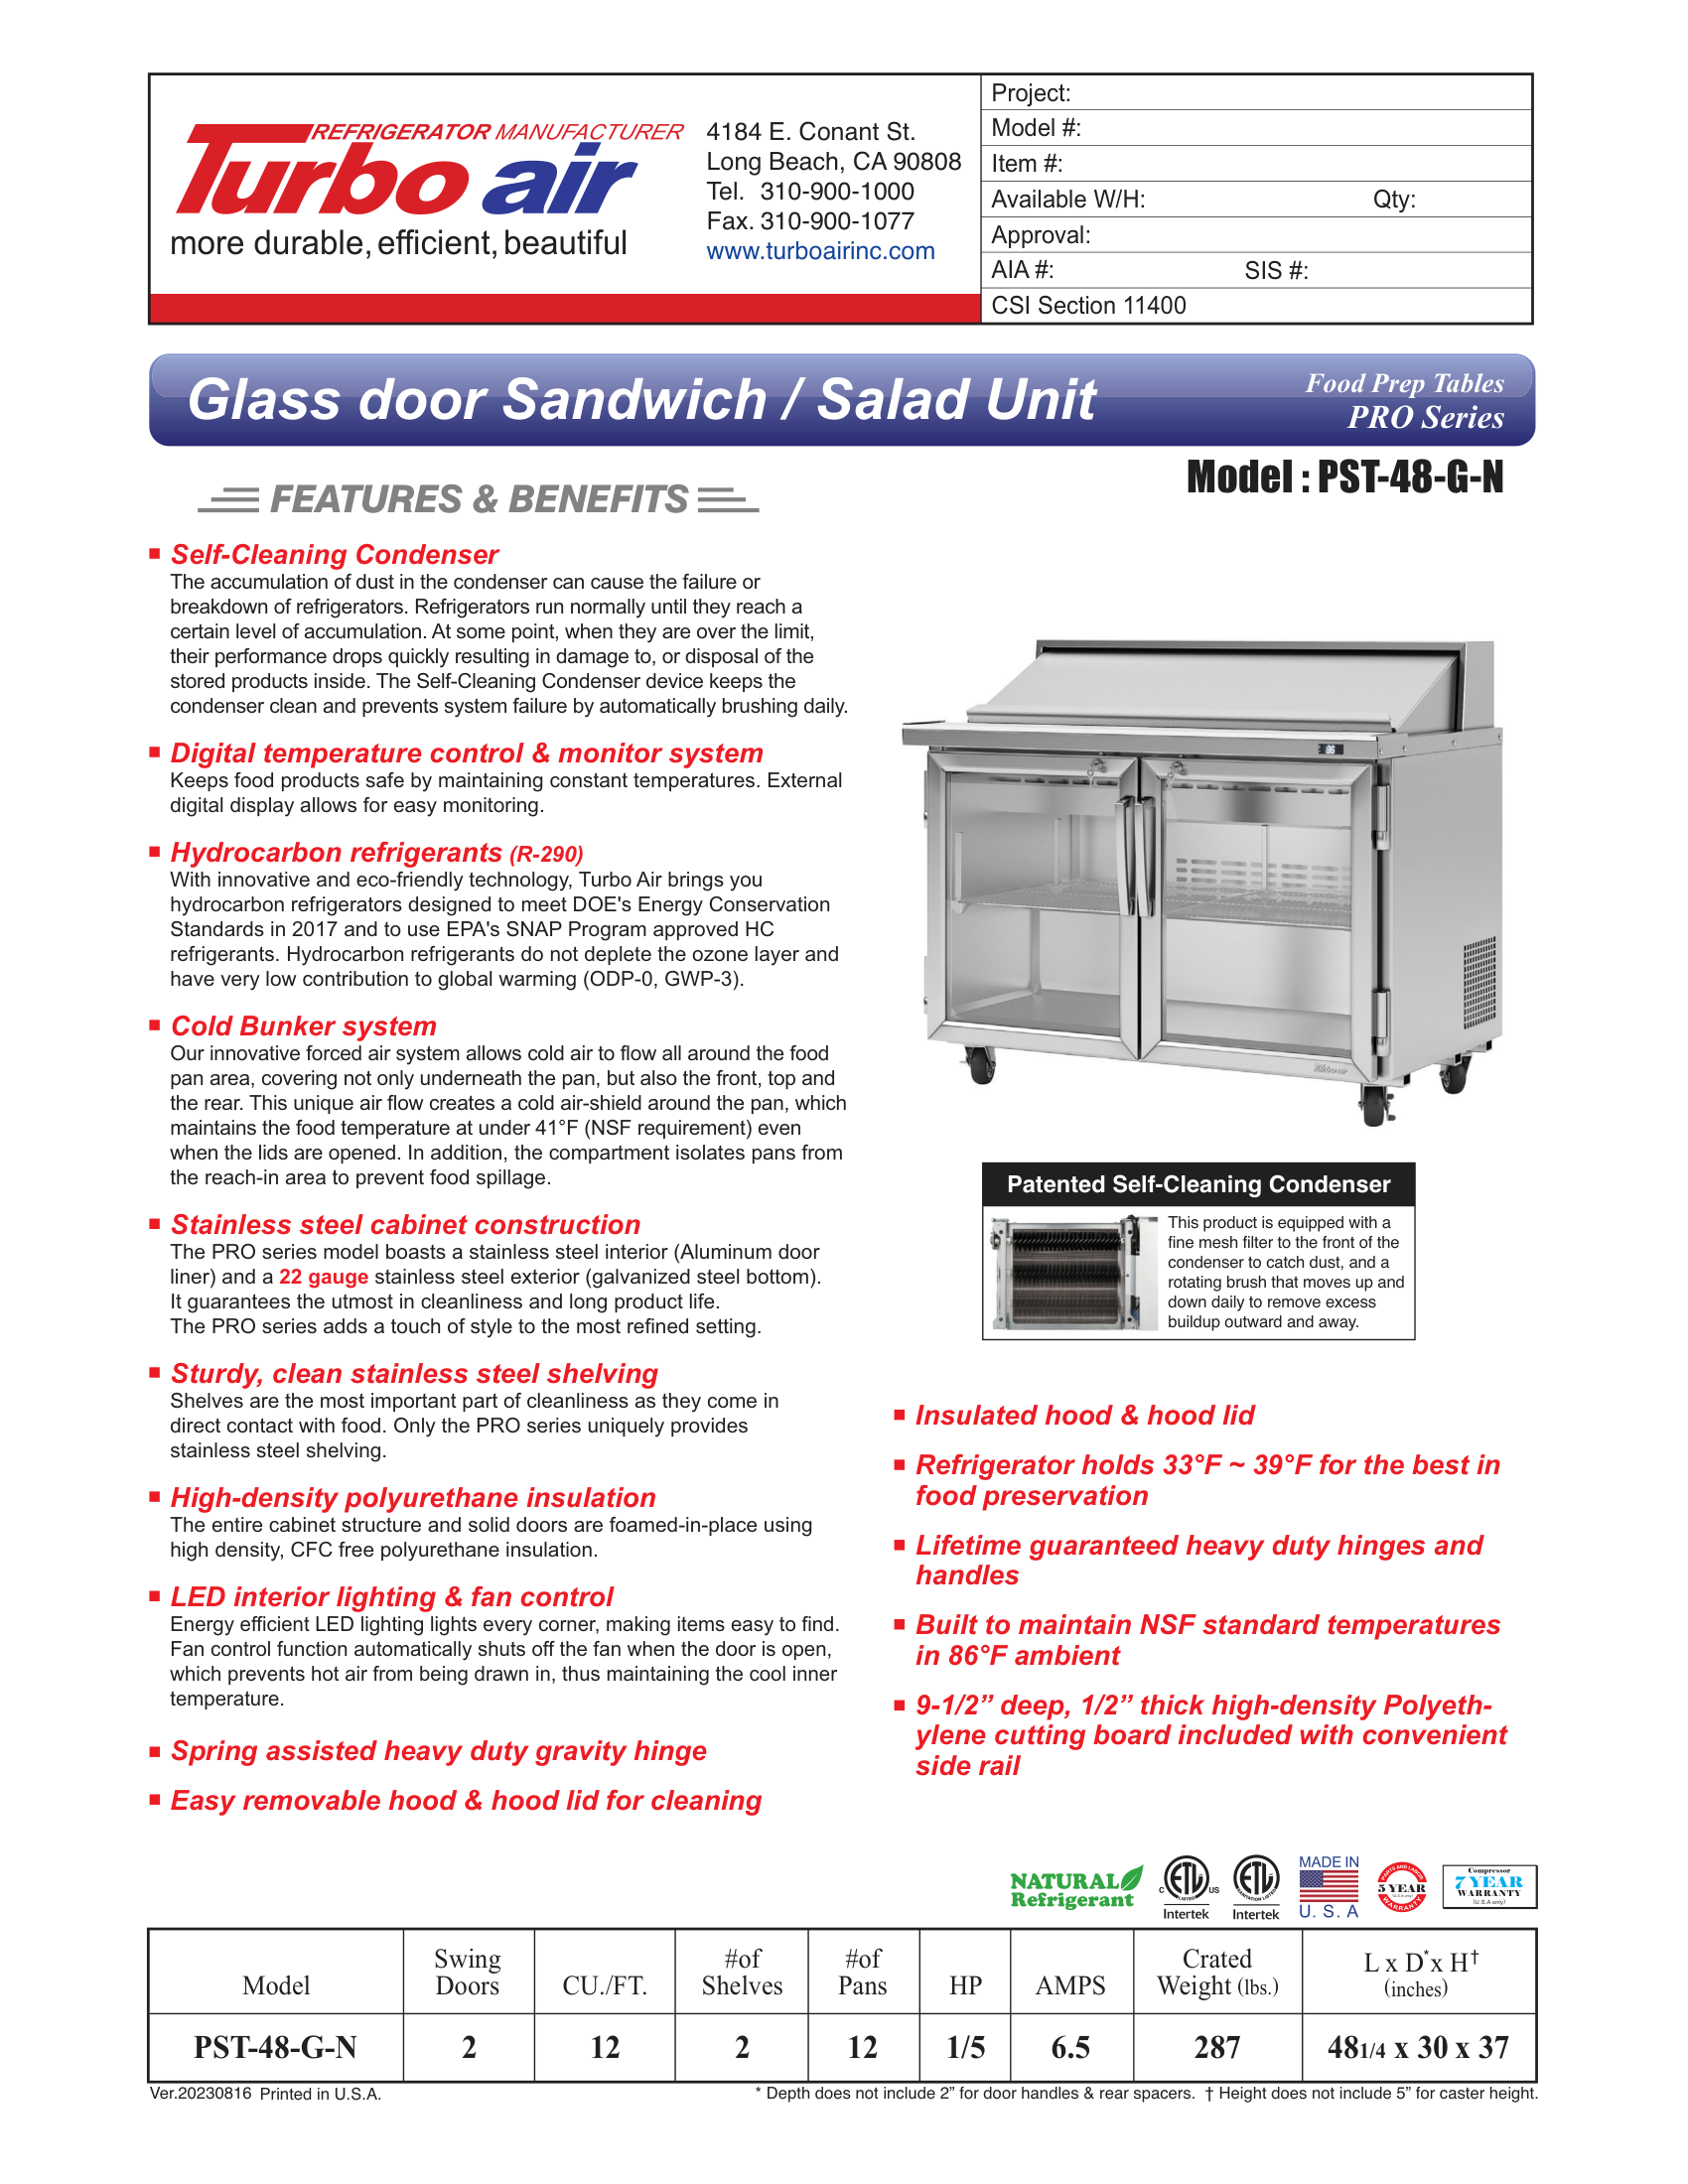 REFRIGERATOR MANUFACTURER
Turbo air
more durable, efficient, beautiful
4184 E. Conant St.
Long Beach, CA 90808
Tel. 310-900-1000
Fax. 310-900-1077
www.turboairinc.com
Project:
Model #:
Item #:
Available W/H: Qty:
Approval:
AIA #: SIS #:
CSI Section 11400
Glass door Sandwich / Salad Unit
Food Prep Tables
PRO Series
Model : PST-48-G-N
FEATURES & BENEFITS
Self-Cleaning Condenser
The accumulation of dust in the condenser can cause the failure or
breakdown of refrigerators. Refrigerators run normally until they reach a
certain level of accumulation. At some point, when they are over the limit,
their performance drops quickly resulting in damage to, or disposal of the
stored products inside. The Self-Cleaning Condenser device keeps the
condenser clean and prevents system failure by automatically brushing daily.
Digital temperature control & monitor system
Keeps food products safe by maintaining constant temperatures. External
digital display allows for easy monitoring.
Hydrocarbon refrigerants (R-290)
With innovative and eco-friendly technology, Turbo Air brings you
hydrocarbon refrigerators designed to meet DOE's Energy Conservation
Standards in 2017 and to use EPA's SNAP Program approved HC
refrigerants. Hydrocarbon refrigerants do not deplete the ozone layer and
have very low contribution to global warming (ODP-0, GWP-3).
Cold Bunker system
Our innovative forced air system allows cold air to flow all around the food
pan area, covering not only underneath the pan, but also the front, top and
the rear. This unique air flow creates a cold air-shield around the pan, which
maintains the food temperature at under 41°F (NSF requirement) even
when the lids are opened. In addition, the compartment isolates pans from
the reach-in area to prevent food spillage.
Stainless steel cabinet construction
The PRO series model boasts a stainless steel interior (Aluminum door
liner) and a 22 gauge stainless steel exterior (galvanized steel bottom).
It guarantees the utmost in cleanliness and long product life.
The PRO series adds a touch of style to the most refined setting.
Sturdy, clean stainless steel shelving
Shelves are the most important part of cleanliness as they come in
direct contact with food. Only the PRO series uniquely provides
stainless steel shelving.
High-density polyurethane insulation
The entire cabinet structure and solid doors are foamed-in-place using
high density, CFC free polyurethane insulation.
LED interior lighting & fan control
Energy efficient LED lighting lights every corner, making items easy to find.
Fan control function automatically shuts off the fan when the door is open,
which prevents hot air from being drawn in, thus maintaining the cool inner
temperature.
Spring assisted heavy duty gravity hinge
Easy removable hood & hood lid for cleaning
Turbo air
Patented Self-Cleaning Condenser
This product is equipped with a
fine mesh filter to the front of the
condenser to catch dust, and a
rotating brush that moves up and
down daily to remove excess
buildup outward and away.
Insulated hood & hood lid
Refrigerator holds 33°F ~ 39°F for the best in
food preservation
Lifetime guaranteed heavy duty hinges and
handles
Built to maintain NSF standard temperatures
in 86°F ambient
9-1/2” deep, 1/2” thick high-density Polyeth-
ylene cutting board included with convenient
side rail
NATURAL
Refrigerant
C ETL US
LISTED
Intertek
ETL
SANITATION LISTED
Intertek
MADE IN
U. S. A
PARTS AND LABOR
5 YEAR
(U.S.A only)
WARRANTY
Compressor
7 YEAR
WARRANTY
(U.S.A only)
Model Swing Doors CU./FT. #of Shelves #of Pans HP AMPS Crated Weight (lbs.) L x D* x H† (inches)
PST-48-G-N 2 12 2 12 1/5 6.5 287 481/4 x 30 x 37
Ver.20230816 Printed in U.S.A.
* Depth does not include 2” for door handles & rear spacers. † Height does not include 5” for caster height.